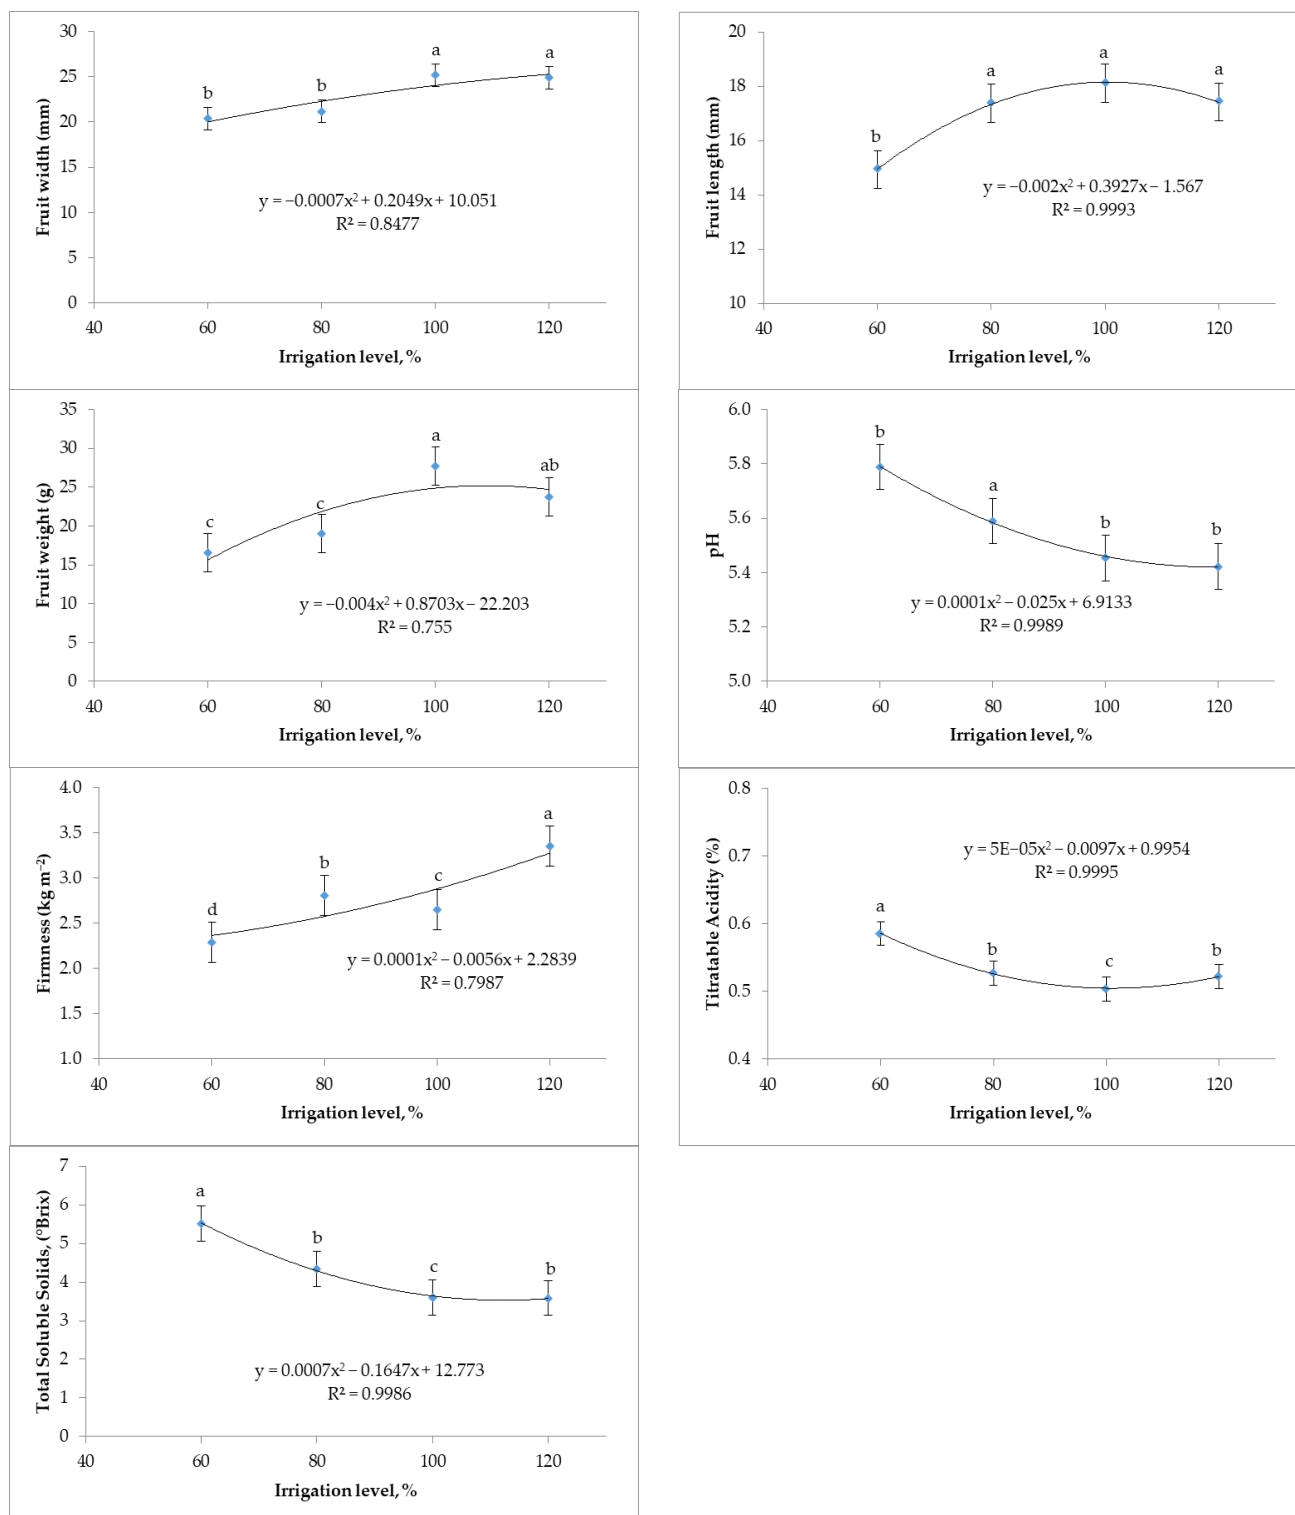 Fruit width (mm)
30
25
20
15
10
5
0
b
b
a
a
y = −0.0007x² + 0.2049x + 10.051
R² = 0.8477
40 60 80 100 120
Irrigation level, %
Fruit length (mm)
20
18
16
14
12
10
b
a
a
a
y = −0.002x² + 0.3927x − 1.567
R² = 0.9993
40 60 80 100 120
Irrigation level, %
Fruit weight (g)
35
30
25
20
15
10
5
0
c
c
a
ab
y = −0.004x² + 0.8703x − 22.203
R² = 0.755
40 60 80 100 120
Irrigation level, %
pH
6.0
5.8
5.6
5.4
5.2
5.0
b
a
b
b
y = 0.0001x² − 0.025x + 6.9133
R² = 0.9989
40 60 80 100 120
Irrigation level, %
Firmness (kg m⁻²)
4.0
3.5
3.0
2.5
2.0
1.5
1.0
d
b
c
a
y = 0.0001x² − 0.0056x + 2.2839
R² = 0.7987
40 60 80 100 120
Irrigation level, %
Titratable Acidity (%)
0.8
0.7
0.6
0.5
0.4
a
b
c
b
y = 5E−05x² − 0.0097x + 0.9954
R² = 0.9995
40 60 80 100 120
Irrigation level, %
Total Soluble Solids, (°Brix)
7
6
5
4
3
2
1
0
a
b
c
b
y = 0.0007x² − 0.1647x + 12.773
R² = 0.9986
40 60 80 100 120
Irrigation level, %